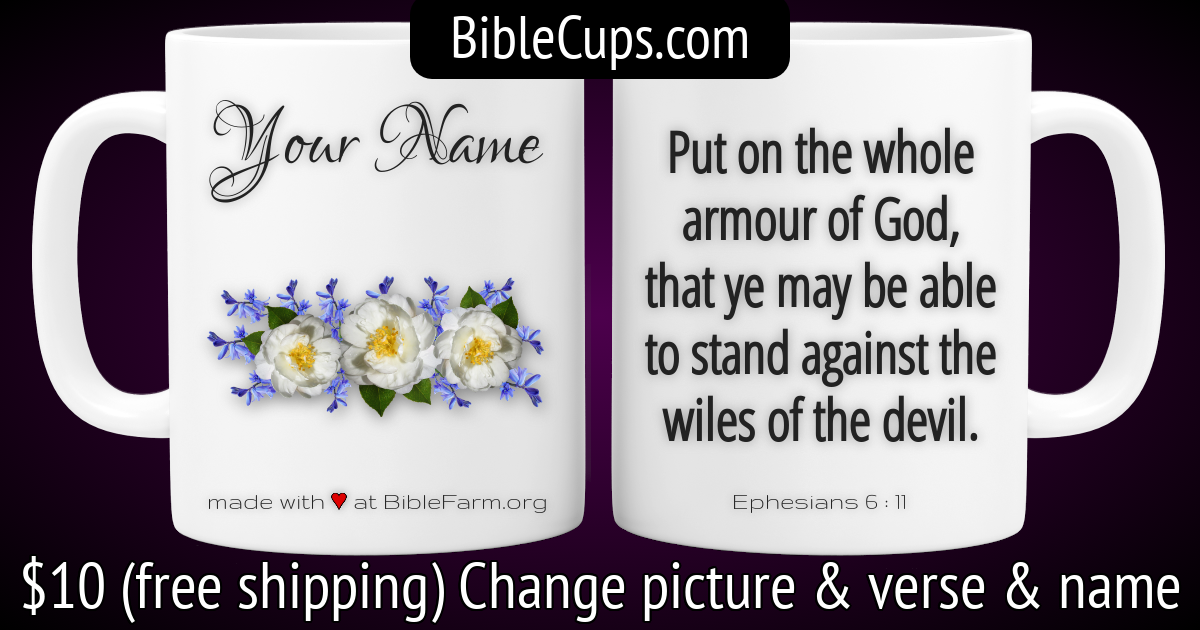 BibleCups.com
Your Name
made with ♥ at BibleFarm.org
Put on the whole
armour of God,
that ye may be able
to stand against the
wiles of the devil.
Ephesians 6 : 11
$10 (free shipping) Change picture & verse & name